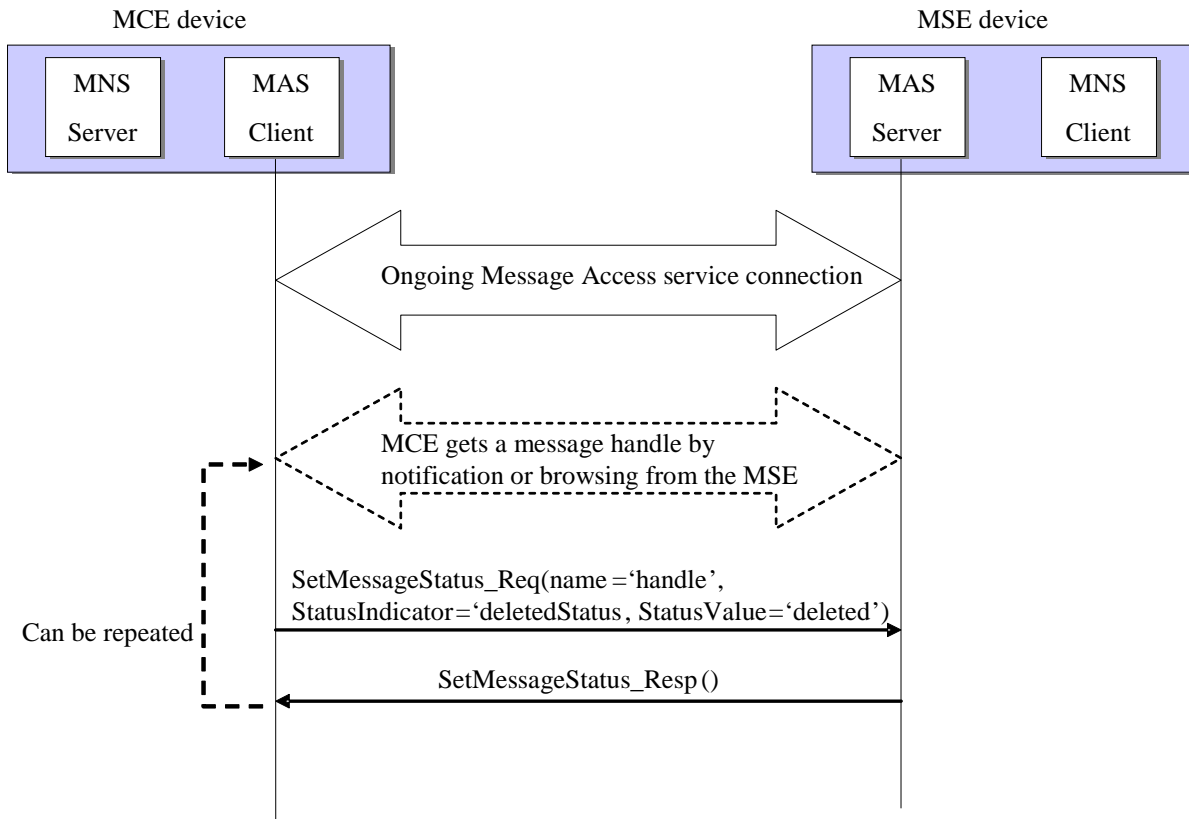 MCE device
MSE device
MNS
Server
MAS
Client
MAS
Server
MNS
Client
Ongoing Message Access service connection
MCE gets a message handle by
notification or browsing from the MSE
SetMessageStatus_Req(name=‘handle’,
StatusIndicator=‘deletedStatus, StatusValue=‘deleted’)
Can be repeated
SetMessageStatus_Resp()